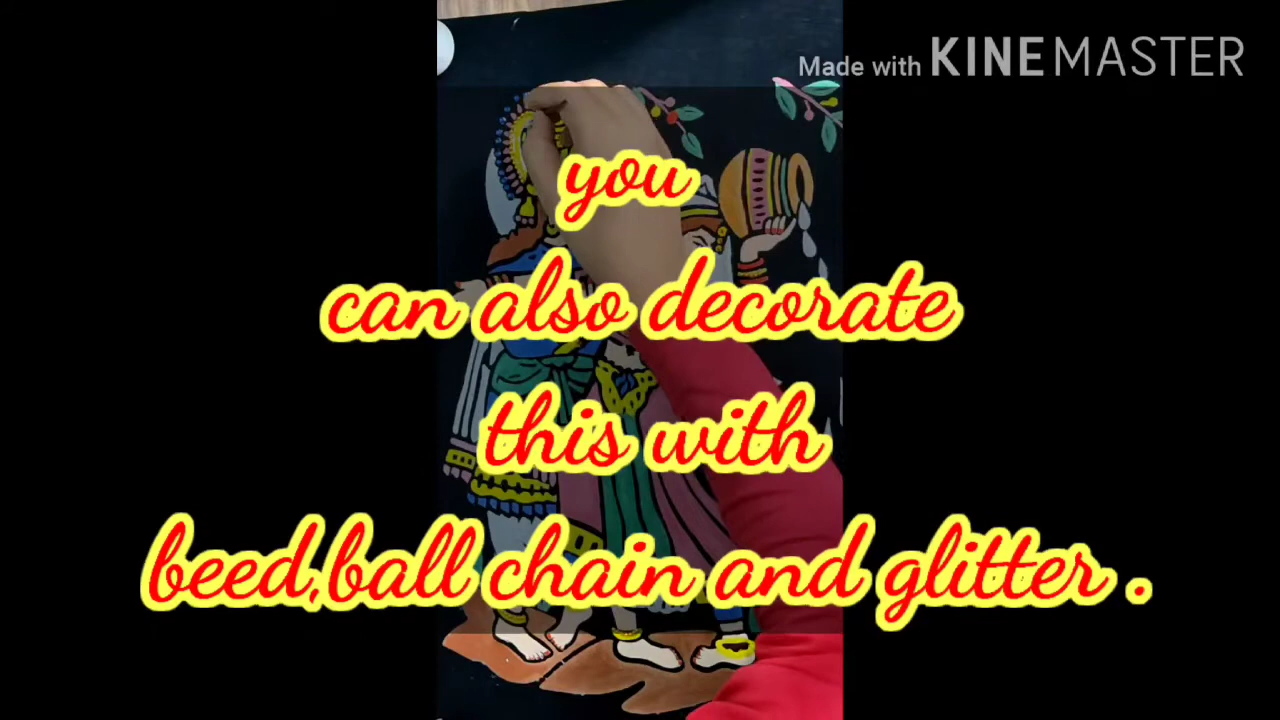 Made with KINEMASTER
you
can also decorate
this with
beed,ball chain and glitter .